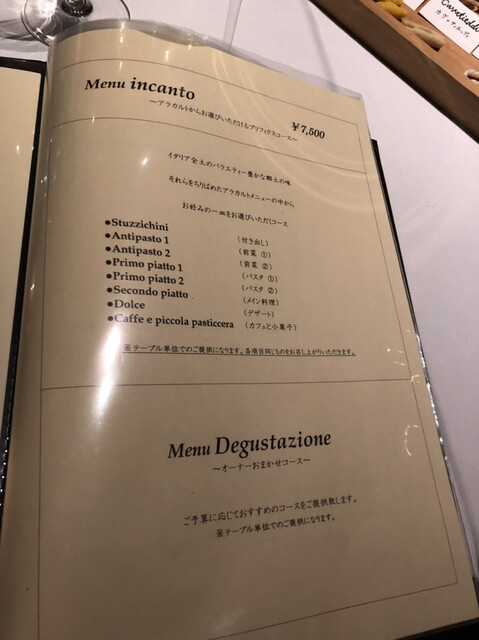 Menu incanto
¥7,500
～アラカルトからお選びいただけるプリフィクスコース～
イタリア全土のバラエティー豊かな郷土の味
それらをちりばめたアラカルトメニューの中から
お好みの一皿をお選びいただくコース
●Stuzzichini (付き出し)
●Antipasto 1 (前菜 ①)
●Antipasto 2 (前菜 ②)
●Primo piatto 1 (パスタ ①)
●Primo piatto 2 (パスタ ②)
●Secondo piatto (メイン料理)
●Dolce (デザート)
●Caffe e piccola pasticcera (カフェと小菓子)
※テーブル単位でのご提供になります。各項目同じものをお召し上がりいただきます。
Menu Degustazione
～オーナーおまかせコース～
ご予算に応じておすすめのコースをご提供致します。
※テーブル単位でのご提供になります。